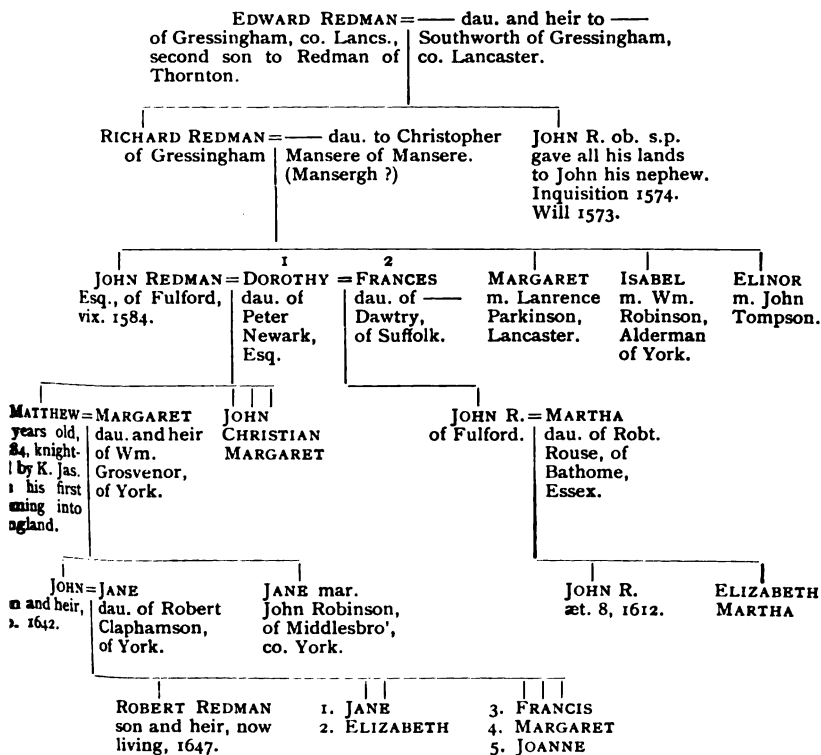 EDWARD REDMAN = —— dau. and heir to ——
of Gressingham, co. Lancs., Southworth of Gressingham,
second son to Redman of co. Lancaster.
Thornton.
RICHARD REDMAN = —— dau. to Christopher
of Gressingham Mansere of Mansere.
(Mansergh ?)
JOHN R. ob. s.p.
gave all his lands
to John his nephew.
Inquisition 1574.
Will 1573.
1 2
JOHN REDMAN = DOROTHY = FRANCES
Esq., of Fulford,
vix. 1584.
dau. of
Peter
Newark,
Esq.
dau. of ——
Dawtry,
of Suffolk.
MARGARET
m. Lanrence
Parkinson,
Lancaster.
ISABEL
m. Wm.
Robinson,
Alderman
of York.
ELINOR
m. John
Tompson.
MATTHEW = MARGARET
years old,
84, knight-
by K. Jas.
his first
ming into
ngland.
dau. and heir
of Wm.
Grosvenor,
of York.
JOHN
CHRISTIAN
MARGARET
JOHN R. = MARTHA
of Fulford.
dau. of Robt.
Rouse, of
Bathome,
Essex.
JOHN = JANE
n and heir,
1642.
dau. of Robert
Claphamson,
of York.
JANE mar.
John Robinson,
of Middlesbro',
co. York.
JOHN R.
æt. 8, 1612.
ELIZABETH
MARTHA
ROBERT REDMAN
son and heir, now
living, 1647.
1. JANE
2. ELIZABETH
3. FRANCIS
4. MARGARET
5. JOANNE